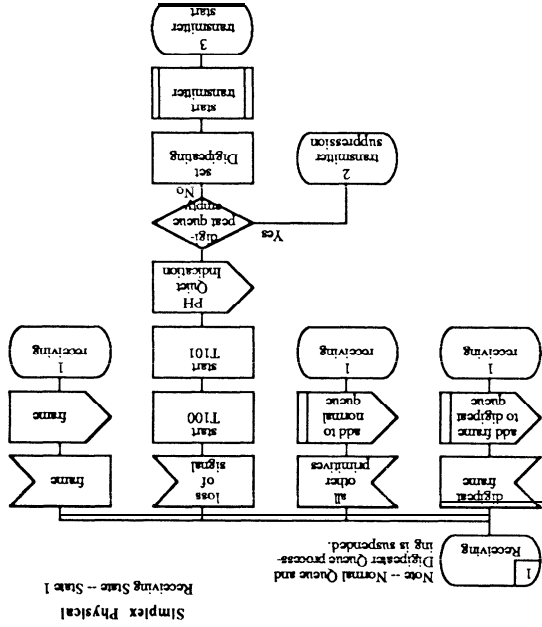 Simplex Physical
Receiving State -- State 1
1
Receiving
Note -- Normal Queue and
Digipeater Queue process-
ing is suspended.
digipeat
frame
add frame
to digipeat
queue
1
receiving
all
other
primitives
add to
normal
queue
1
receiving
loss
of
signal
start
T100
start
T101
PH
Quiet
Indication
digi-
peat queue
empty
Yes
No
2
transmitter
suppression
set
Digipeating
start
transmitter
3
transmitter
start
frame
frame
1
receiving